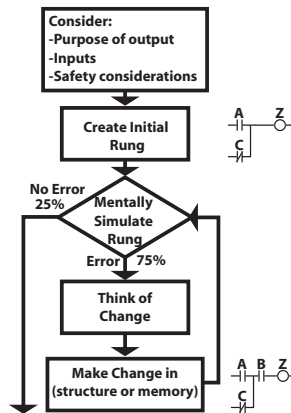 Consider:
-Purpose of output
-Inputs
-Safety considerations
Create Initial
Rung
A Z
C
No Error
25%
Mentally
Simulate
Rung
Error 75%
Think of
Change
Make Change in
(structure or memory)
A B Z
C